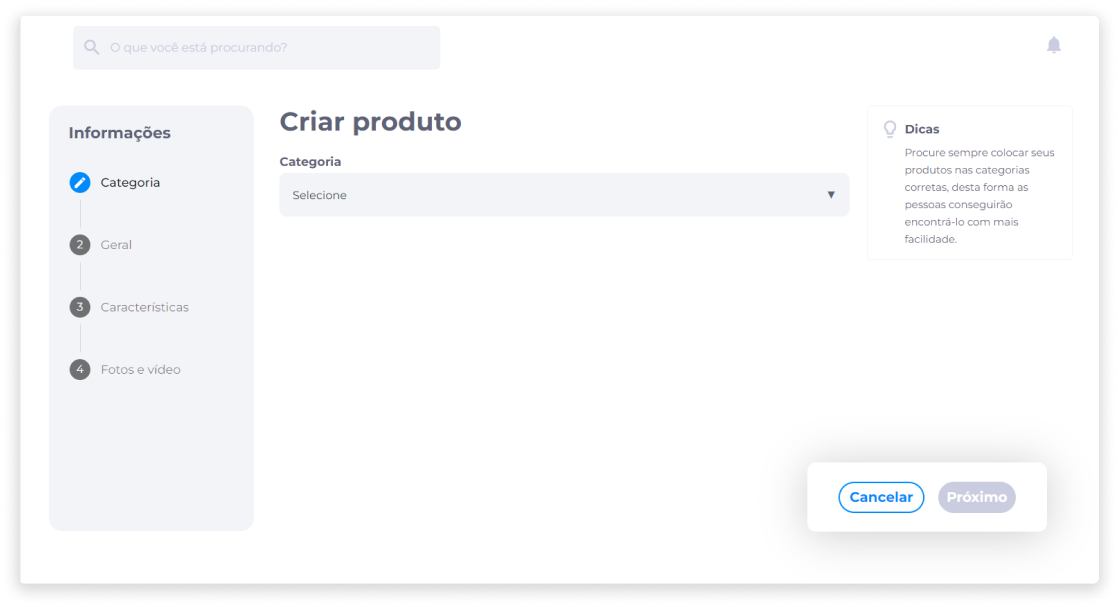 O que você está procurando?
Informações
Categoria
2 Geral
3 Características
4 Fotos e vídeo
Criar produto
Categoria
Selecione ▼
Dicas
Procure sempre colocar seus
produtos nas categorias
corretas, desta forma as
pessoas conseguirão
encontrá-lo com mais
facilidade.
Cancelar Próximo